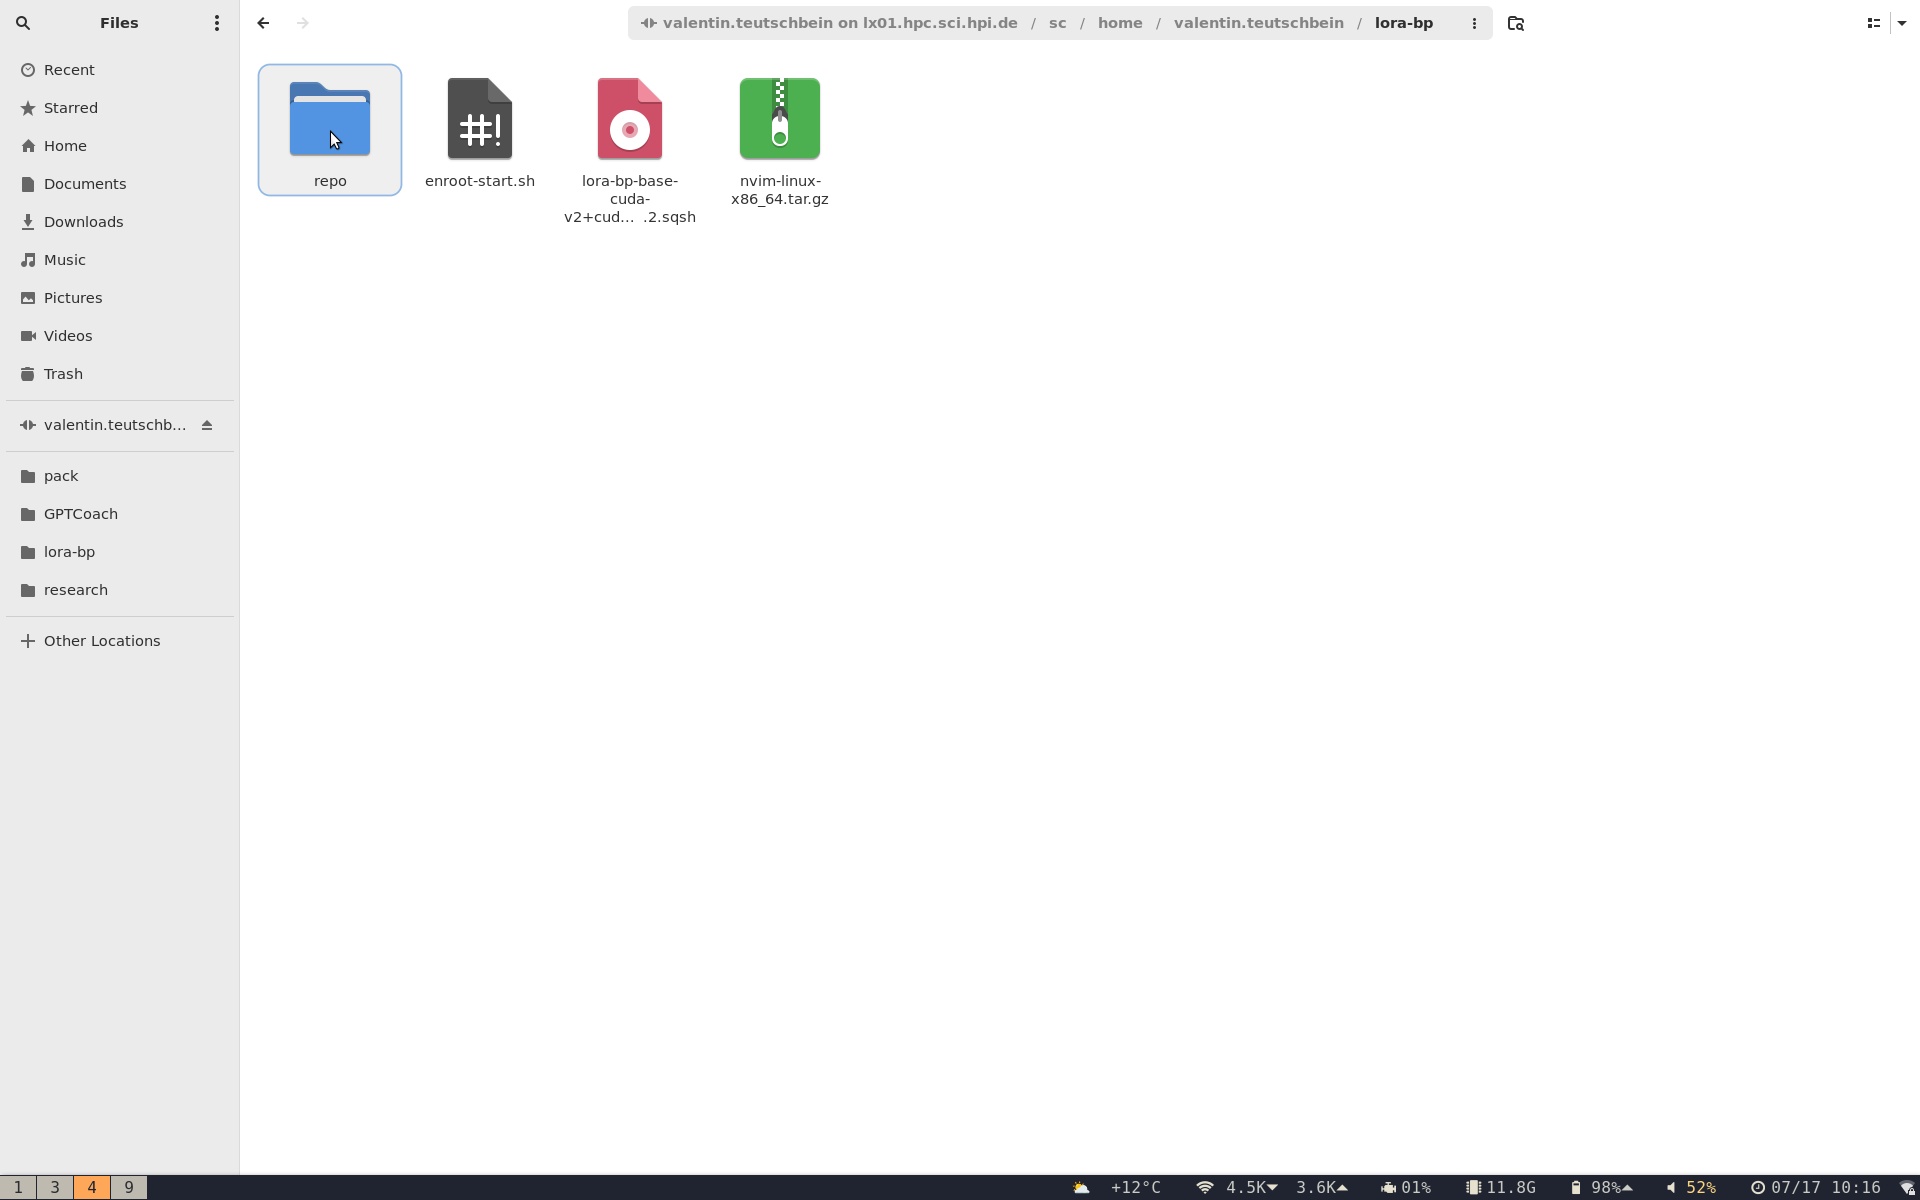 Files
valentin.teutschbein on lx01.hpc.sci.hpi.de / sc / home / valentin.teutschbein / lora-bp
Recent
Starred
Home
Documents
Downloads
Music
Pictures
Videos
Trash
valentin.teutschb...
pack
GPTCoach
lora-bp
research
Other Locations
repo
#!
enroot-start.sh
lora-bp-base-
cuda-
v2+cud... .2.sqsh
nvim-linux-
x86_64.tar.gz
1 3 4 9
+12°C 4.5K 3.6K 01% 11.8G 98% 52% 07/17 10:16